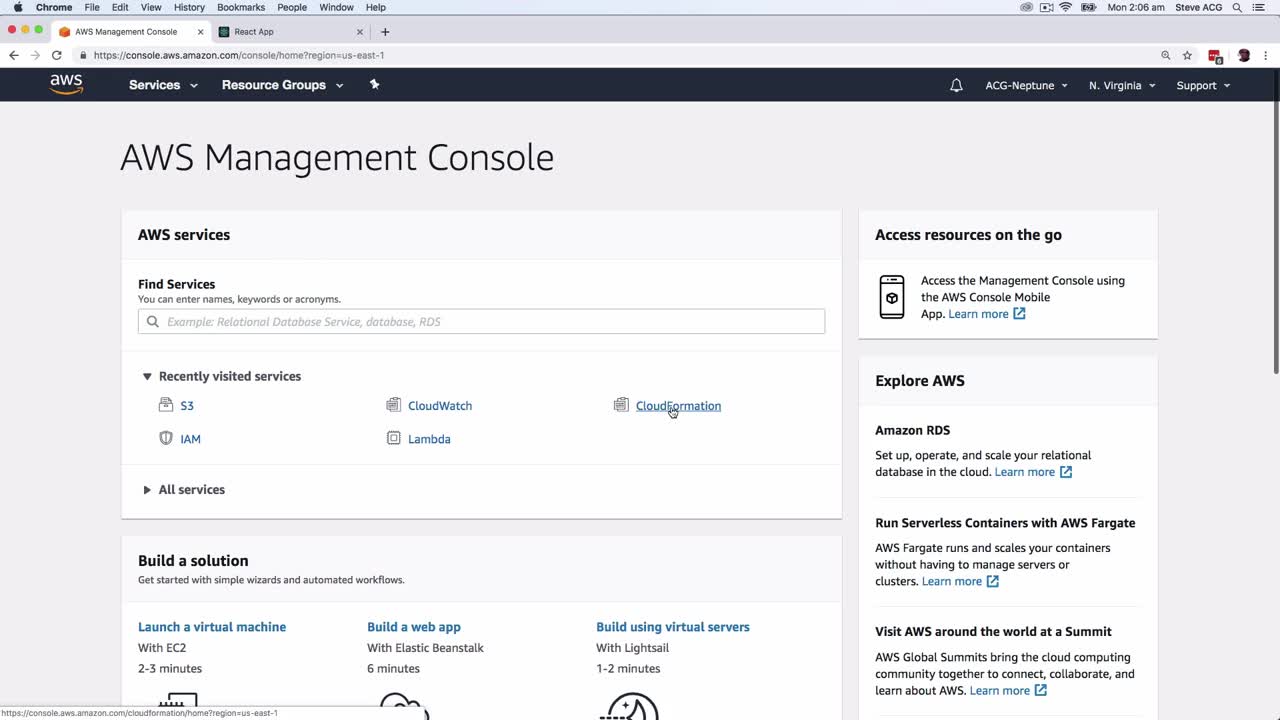 Chrome File Edit View History Bookmarks People Window Help Mon 2:06 am Steve ACG
AWS Management Console React App
https://console.aws.amazon.com/console/home?region=us-east-1
aws Services Resource Groups ACG-Neptune N. Virginia Support
AWS Management Console
AWS services
Find Services
You can enter names, keywords or acronyms.
Example: Relational Database Service, database, RDS
Recently visited services
S3 CloudWatch CloudFormation
IAM Lambda
All services
Build a solution
Get started with simple wizards and automated workflows.
Launch a virtual machine
With EC2
2-3 minutes
Build a web app
With Elastic Beanstalk
6 minutes
Build using virtual servers
With Lightsail
1-2 minutes
Access resources on the go
Access the Management Console using
the AWS Console Mobile
App. Learn more
Explore AWS
Amazon RDS
Set up, operate, and scale your relational
database in the cloud. Learn more
Run Serverless Containers with AWS Fargate
AWS Fargate runs and scales your containers
without having to manage servers or
clusters. Learn more
Visit AWS around the world at a Summit
AWS Global Summits bring the cloud computing
community together to connect, collaborate, and
learn about AWS. Learn more
https://console.aws.amazon.com/cloudformation/home?region=us-east-1